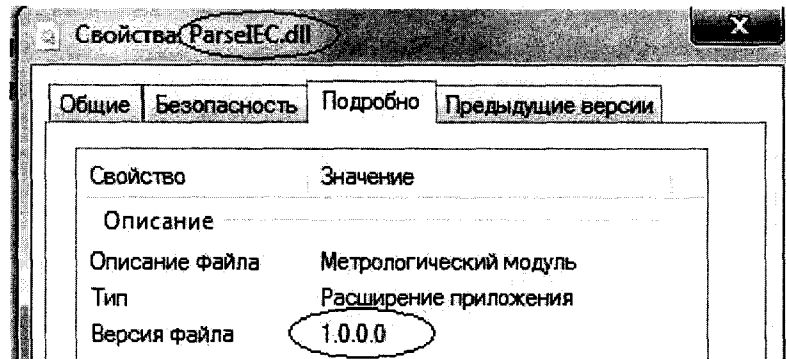 Свойства: ParseIEC.dll
Общие Безопасность Подробно Предыдущие версии
Свойство Значение
Описание
Описание файла Метрологический модуль
Тип Расширение приложения
Версия файла 1.0.0.0